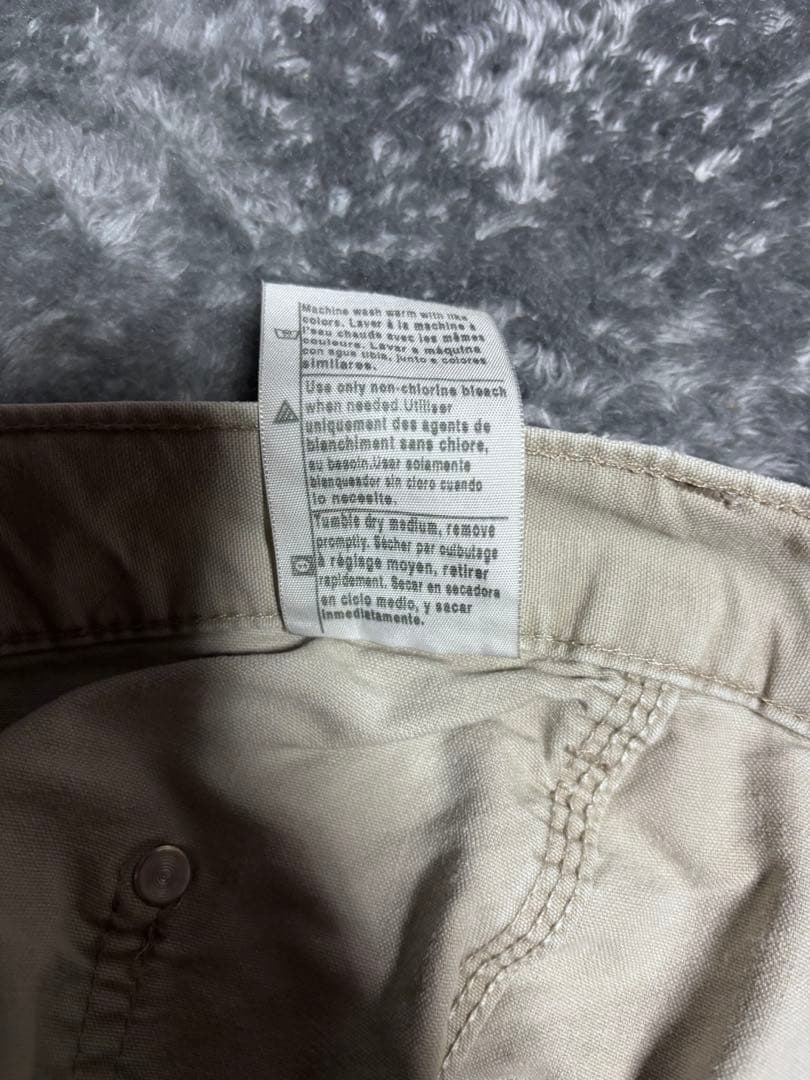 Machine wash warm with like
colors. Laver à la machine à
l'eau chaude avec les mêmes
couleurs. Lavar a máquina
con agua tibia, junto a colores
similares.
Use only non-chlorine bleach
when needed.Utiliser
uniquement des agents de
blanchiment sans chlore,
au besoin.Usar solamente
blanqueador sin cloro cuando
lo necesite.
Tumble dry medium, remove
promptly. Sécher par culbutage
à réglage moyen, retirer
rapidement. Secar en secadora
en ciclo medio, y sacar
inmediatamente.